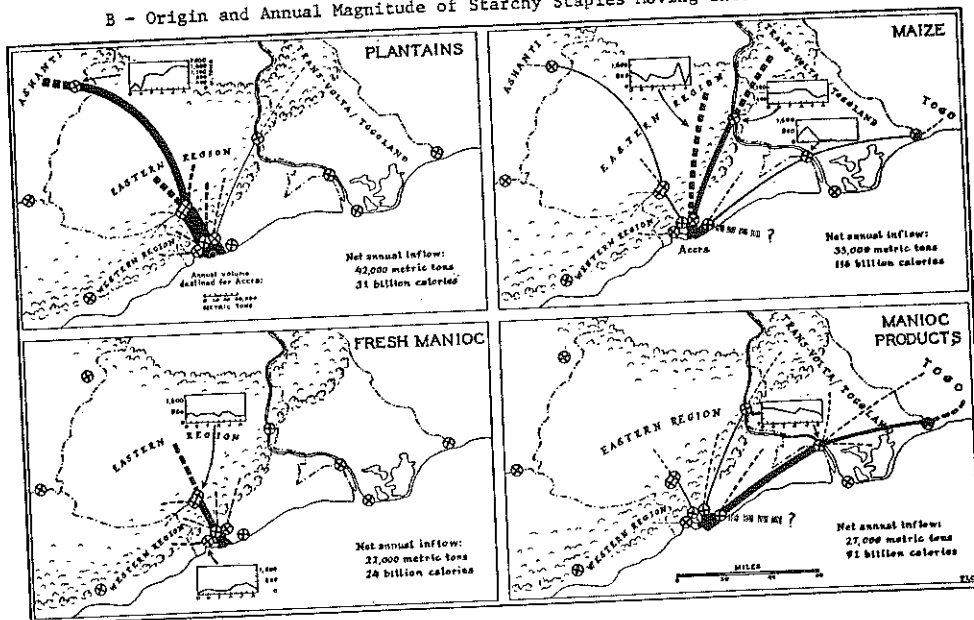 B - Origin and Annual Magnitude of Starchy Staples Moving
PLANTAINS
ASHANTI
TRANS-VOLTA/TOGOLAND
EASTERN REGION
WESTERN REGION
Annual volume
destined for Accra:
METRIC TONS
Net annual inflow:
42,000 metric tons
31 billion calories
MAIZE
ASHANTI
EASTERN REGION
TRANS-VOLTA
TOGOLAND
TOGO
WESTERN REGION
Accra
?
Net annual inflow:
33,000 metric tons
116 billion calories
FRESH MANIOC
EASTERN REGION
WESTERN REGION
Net annual inflow:
22,000 metric tons
24 billion calories
MANIOC
PRODUCTS
TRANS-VOLTA/TOGOLAND
TOGO
EASTERN REGION
WESTERN REGION
?
Net annual inflow:
27,000 metric tons
91 billion calories
MILES